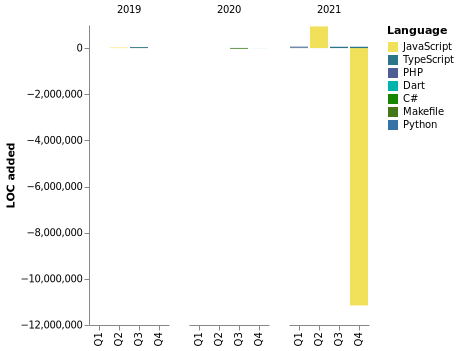 2019 2020 2021
Language
JavaScript
TypeScript
PHP
Dart
C#
Makefile
Python
LOC added
0
−2,000,000
−4,000,000
−6,000,000
−8,000,000
−10,000,000
−12,000,000
Q1 Q2 Q3 Q4 Q1 Q2 Q3 Q4 Q1 Q2 Q3 Q4